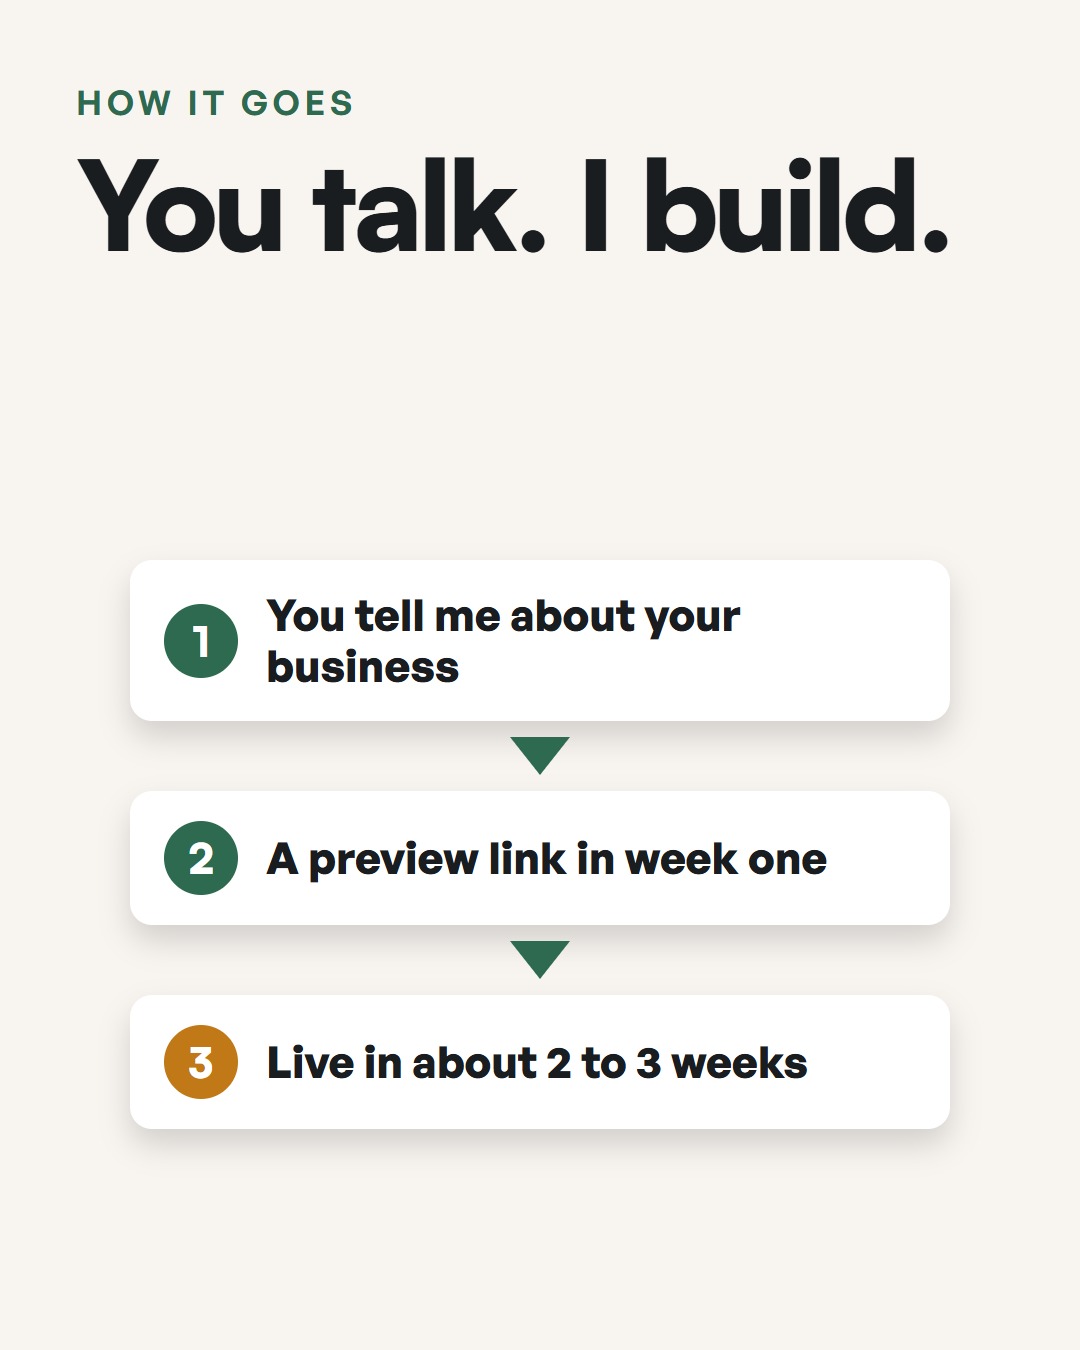 HOW IT GOES
You talk. I build.
1
You tell me about your
business
2
A preview link in week one
3
Live in about 2 to 3 weeks